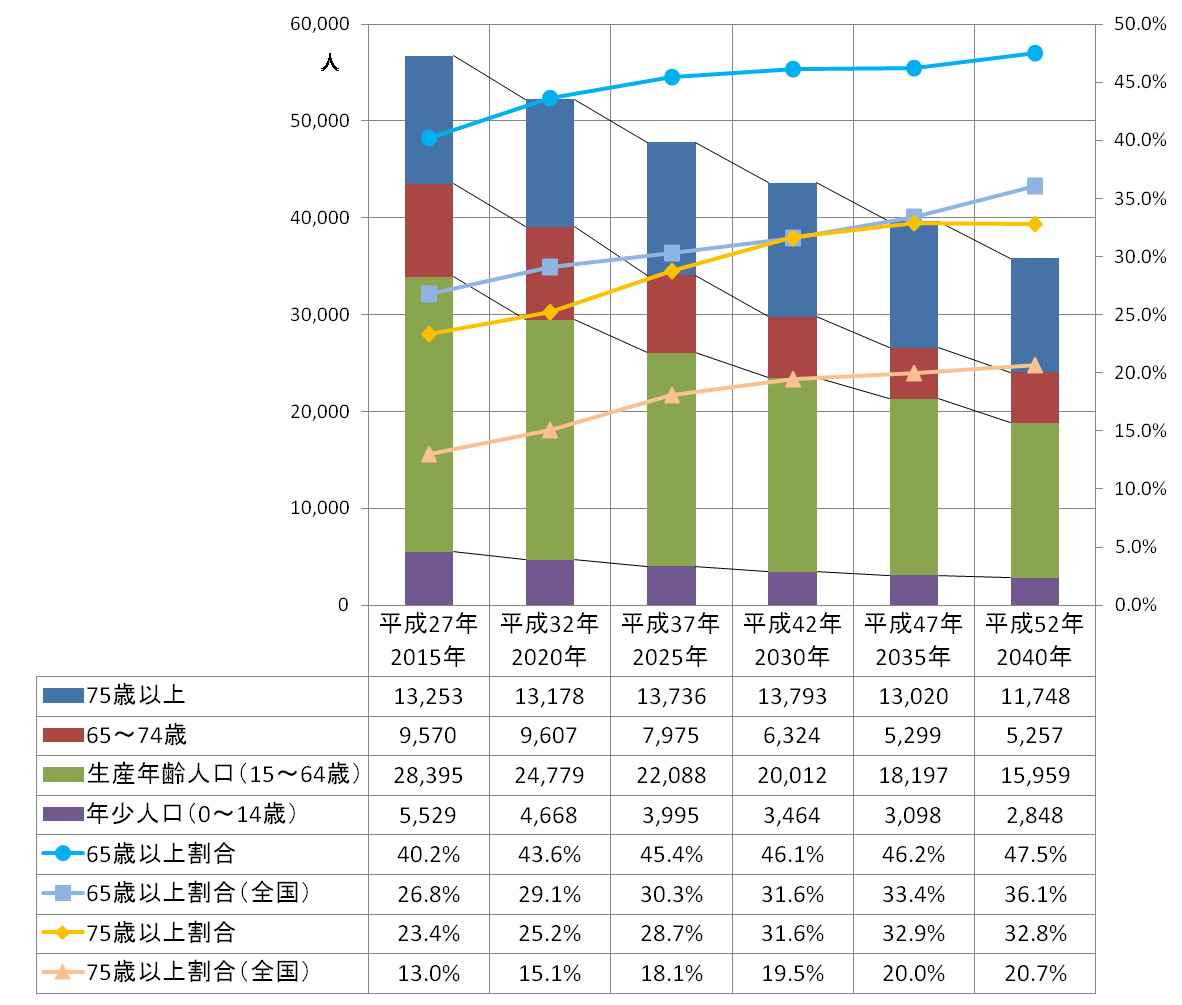 60,000
50.0%
人
45.0%
50,000
40.0%
40,000
35.0%
30.0%
30,000
25.0%
20,000
20.0%
15.0%
10,000
10.0%
5.0%
0
0.0%
平成27年 平成32年 平成37年 平成42年 平成47年 平成52年
2015年 2020年 2025年 2030年 2035年 2040年
75歳以上 13,253 13,178 13,736 13,793 13,020 11,748
65～74歳 9,570 9,607 7,975 6,324 5,299 5,257
生産年齢人口（15～64歳） 28,395 24,779 22,088 20,012 18,197 15,959
年少人口（0～14歳） 5,529 4,668 3,995 3,464 3,098 2,848
65歳以上割合 40.2% 43.6% 45.4% 46.1% 46.2% 47.5%
65歳以上割合（全国） 26.8% 29.1% 30.3% 31.6% 33.4% 36.1%
75歳以上割合 23.4% 25.2% 28.7% 31.6% 32.9% 32.8%
75歳以上割合（全国） 13.0% 15.1% 18.1% 19.5% 20.0% 20.7%